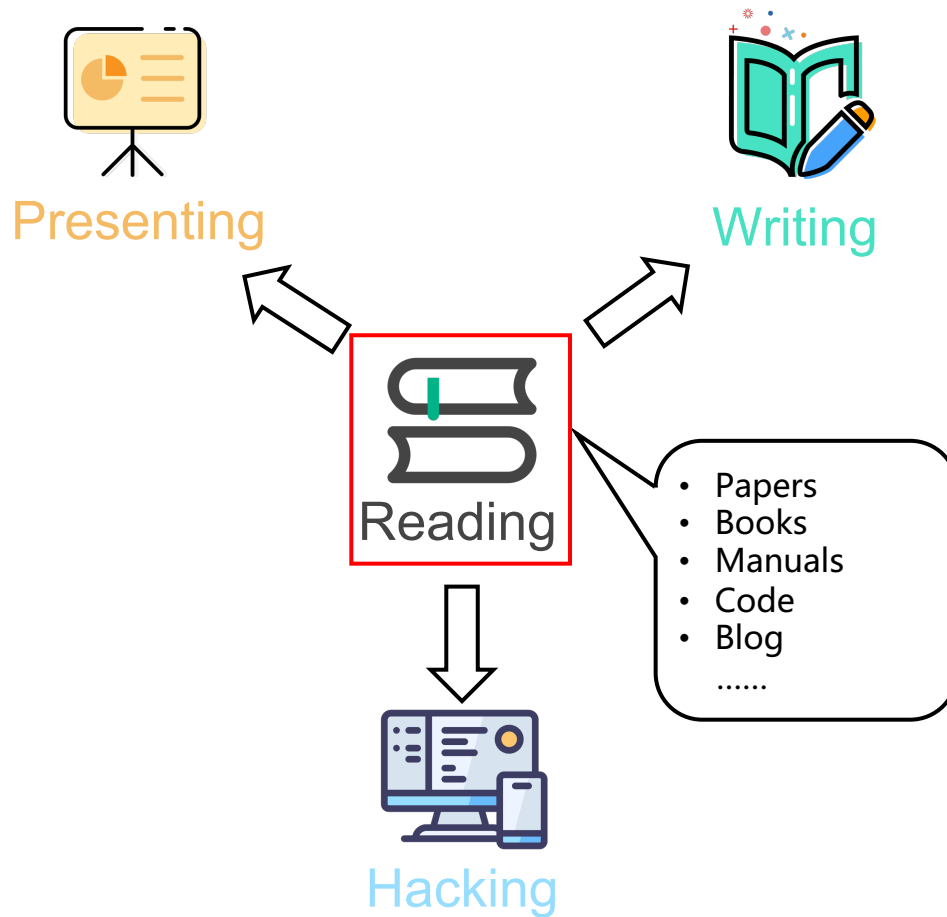 Presenting
Writing
Reading
• Papers
• Books
• Manuals
• Code
• Blog
......
Hacking